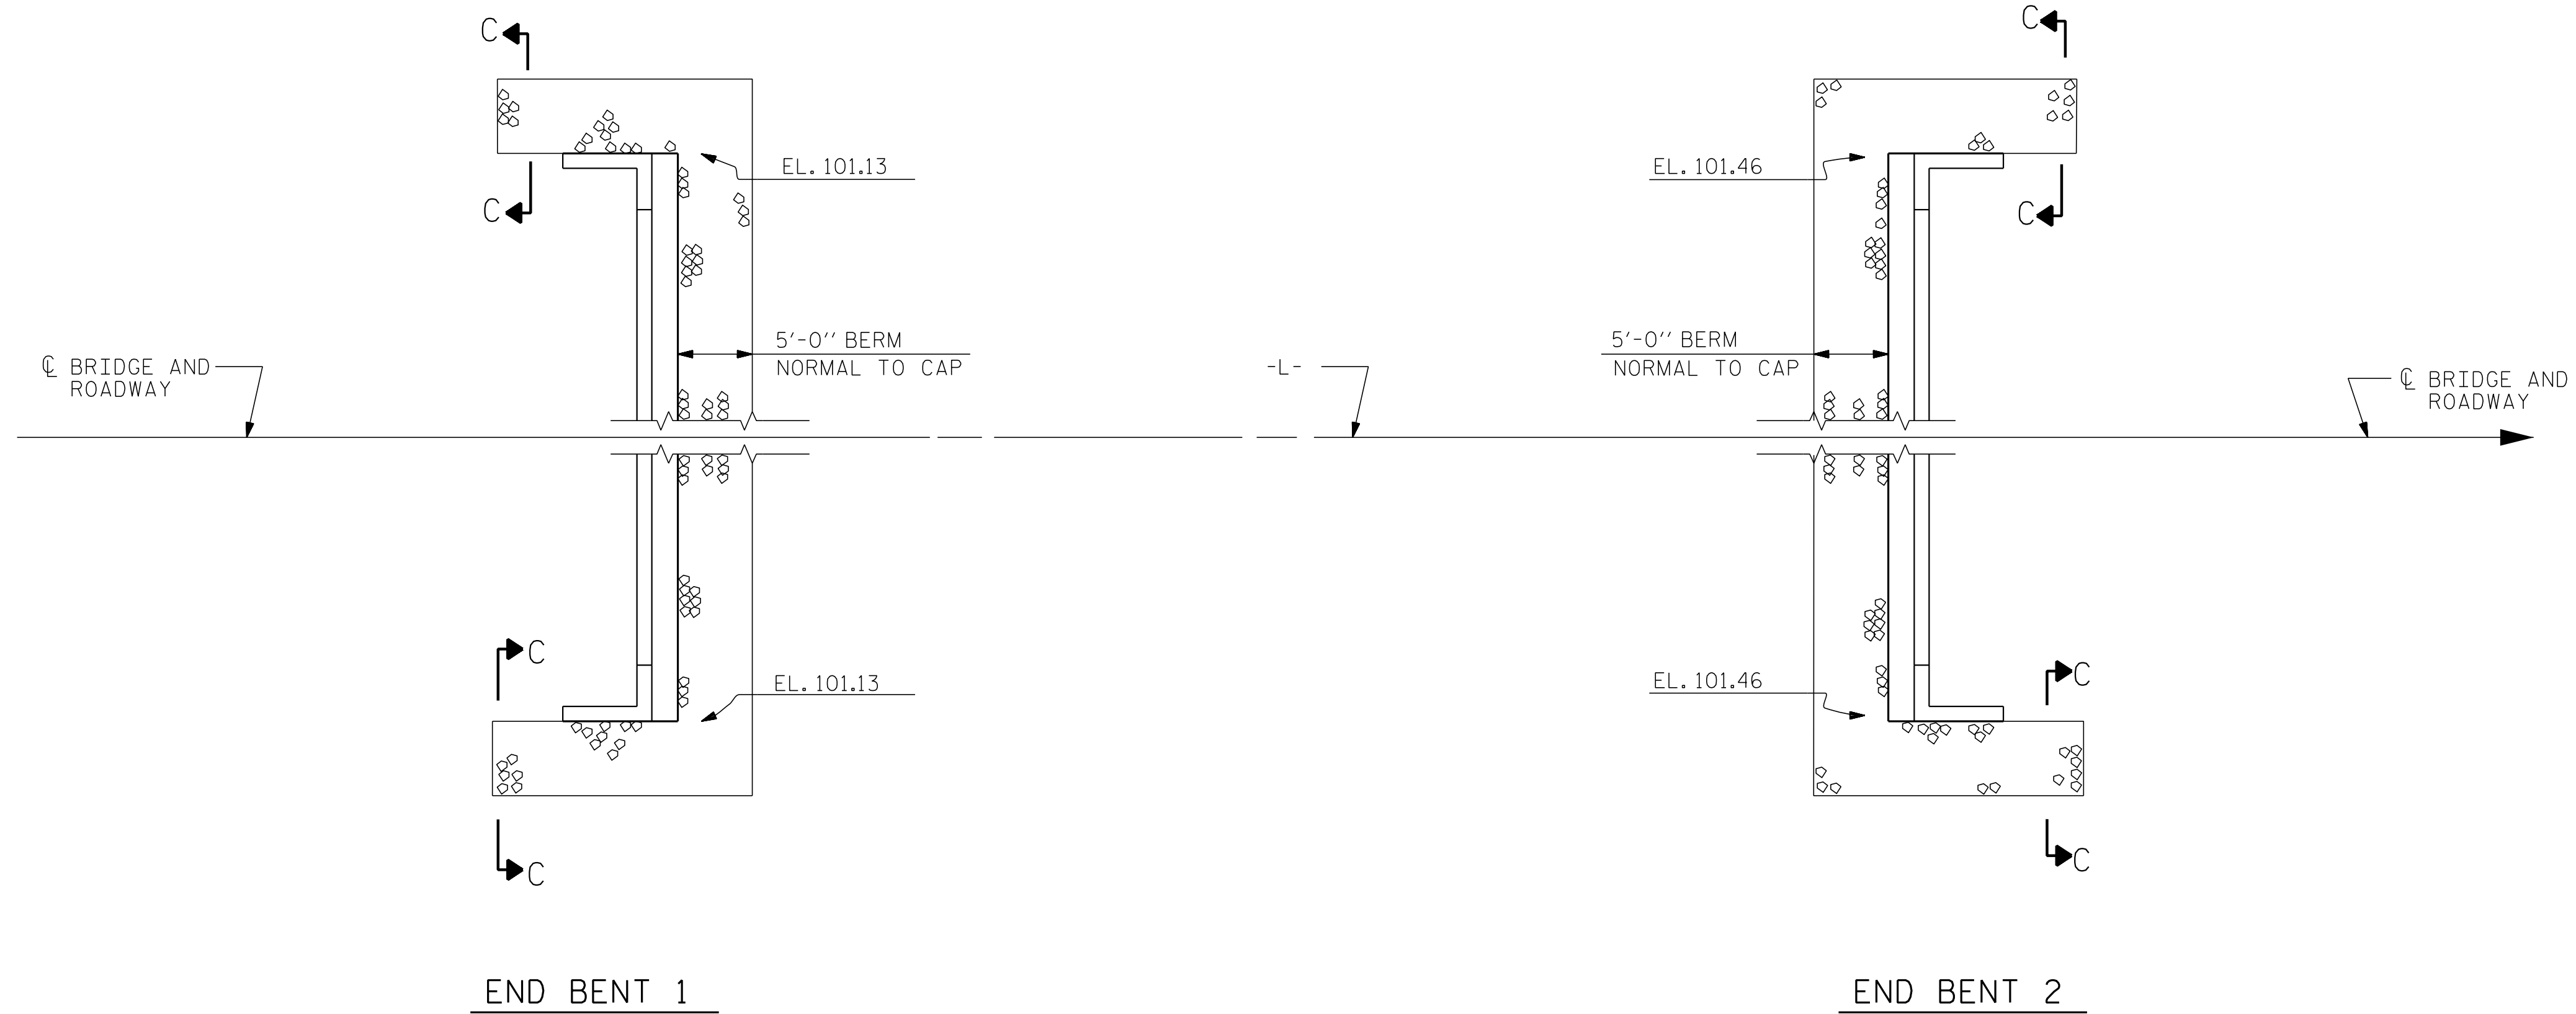 C
C
EL. 101.13
EL. 101.46
C
C
5'-0'' BERM
NORMAL TO CAP
5'-0'' BERM
NORMAL TO CAP
℄ BRIDGE AND
ROADWAY
-L-
℄ BRIDGE AND
ROADWAY
C
C
EL. 101.13
EL. 101.46
C
C
END BENT 1
END BENT 2